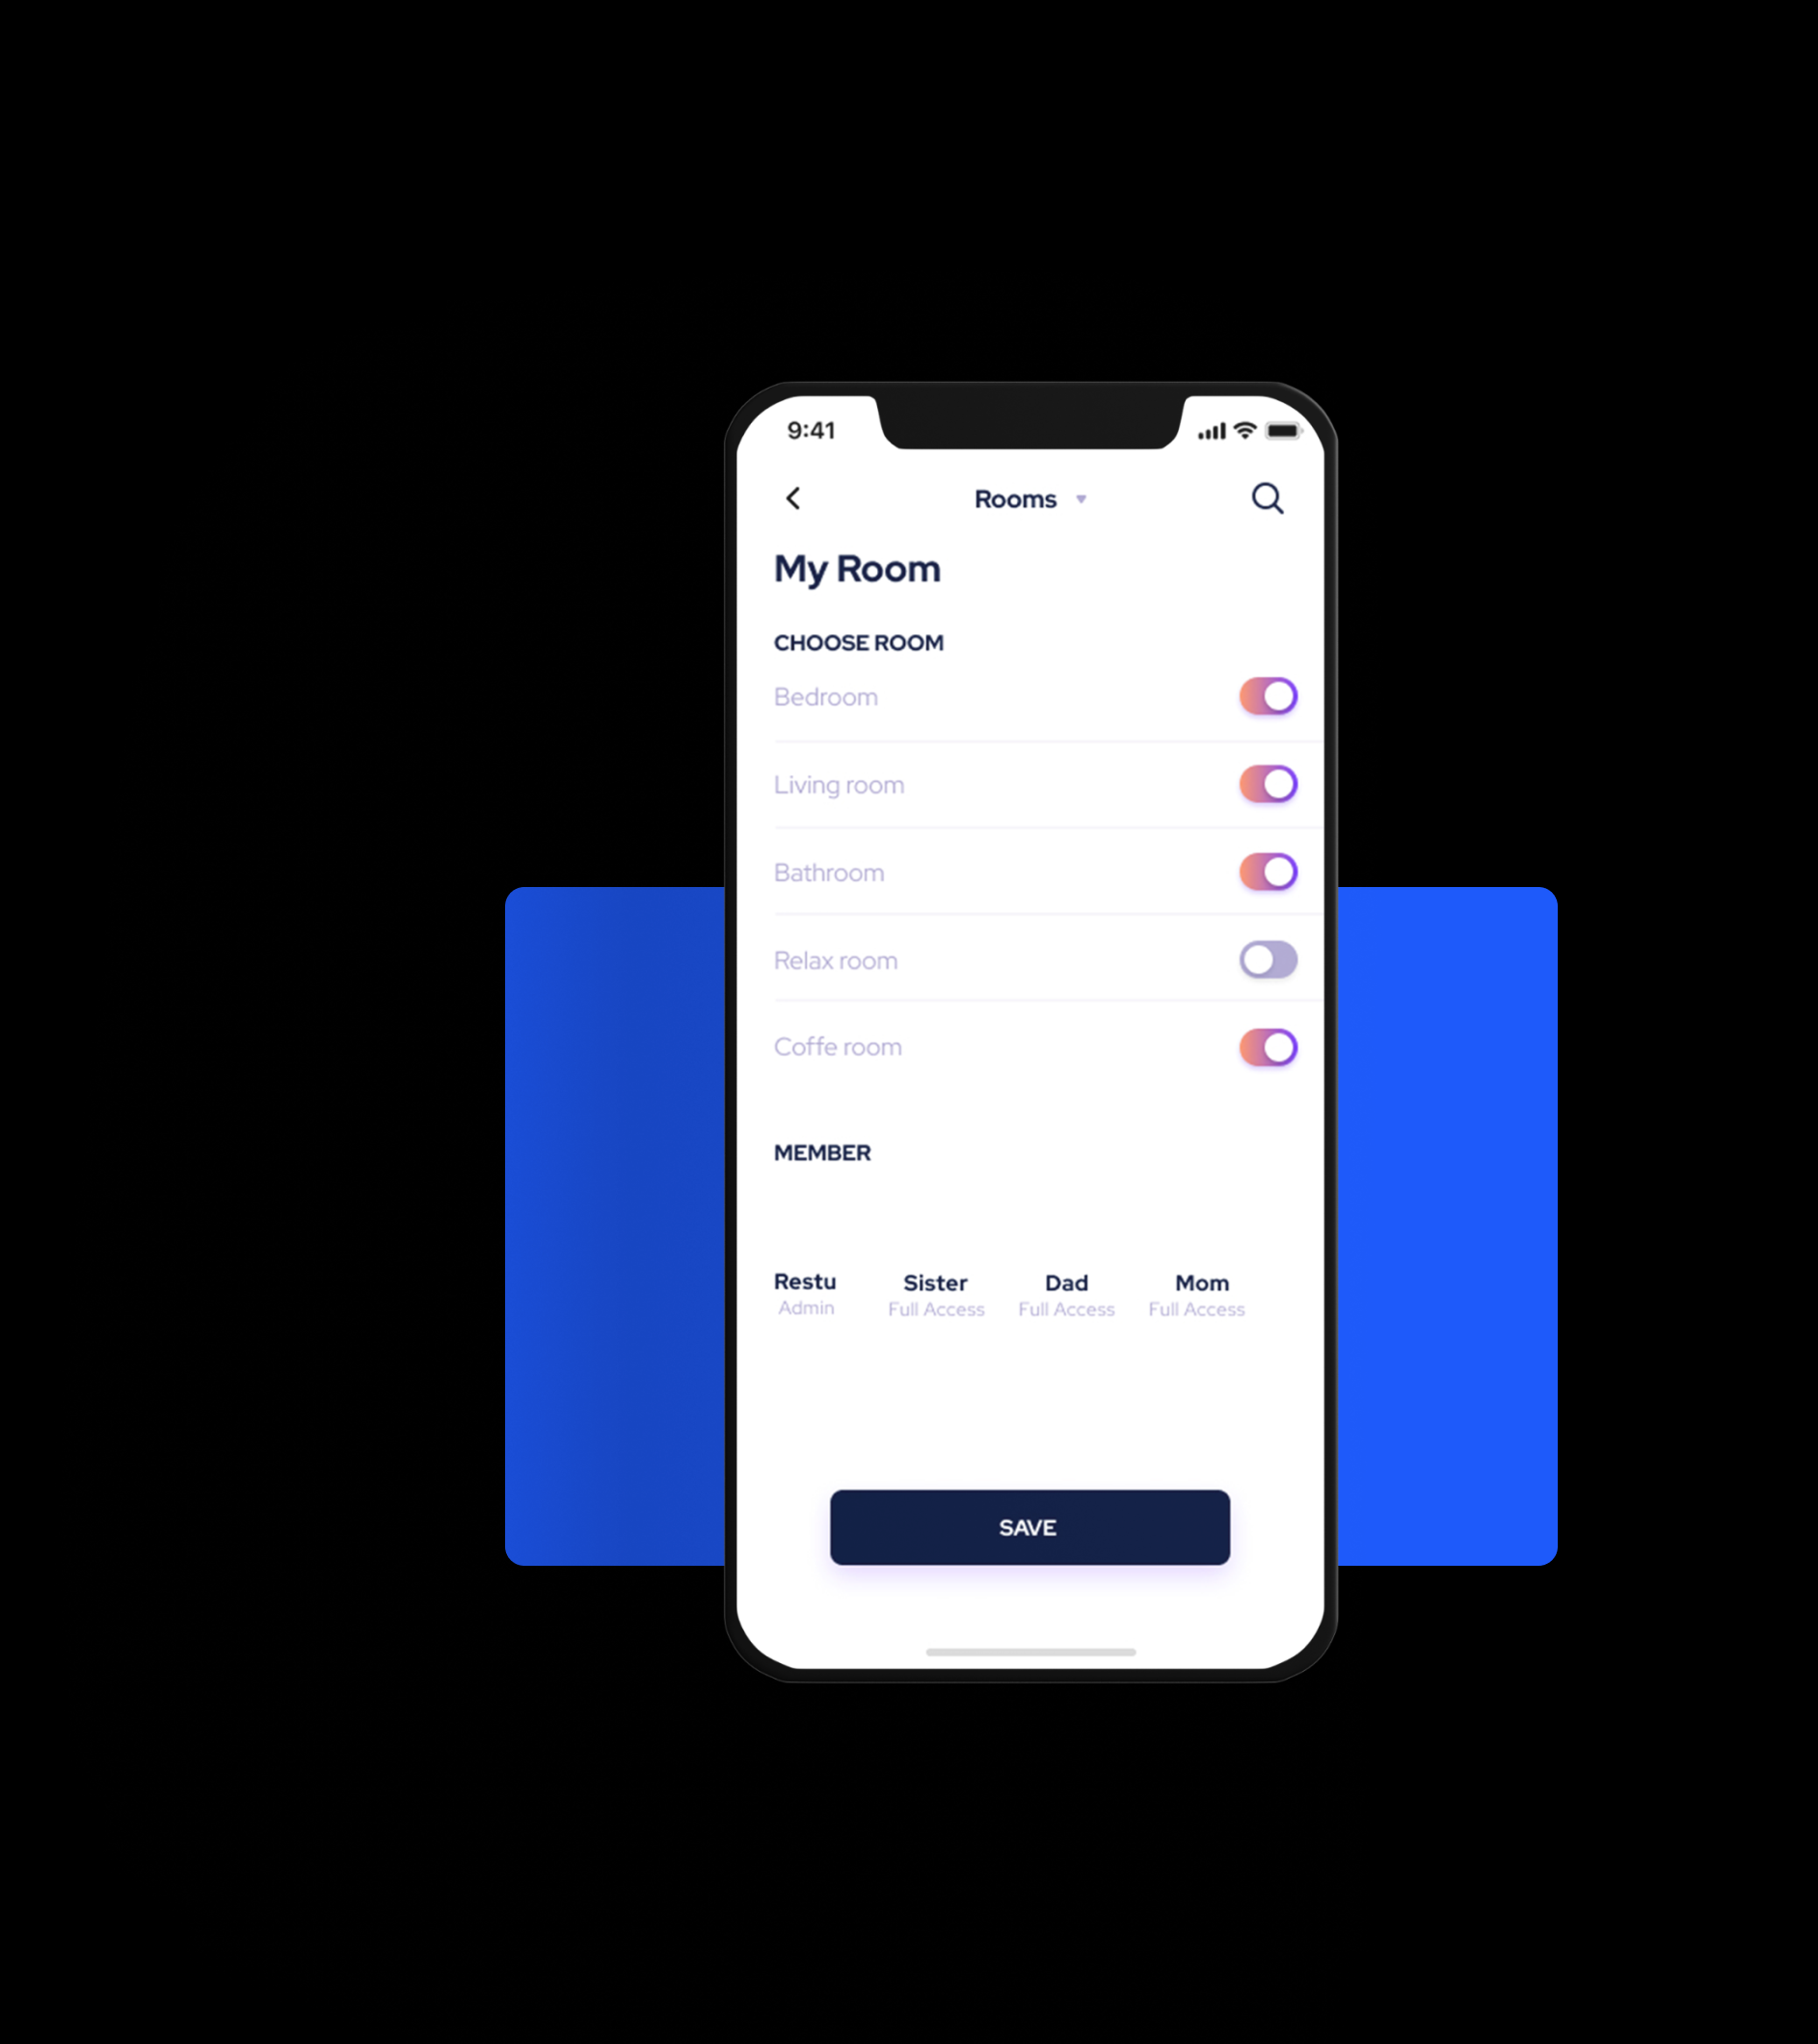 9:41
Rooms
My Room
CHOOSE ROOM
Bedroom
Living room
Bathroom
Relax room
Coffe room
MEMBER
Restu Sister Dad Mom
Admin Full Access Full Access Full Access
SAVE